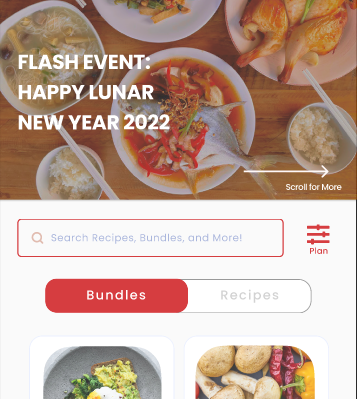 FLASH EVENT:
HAPPY LUNAR
NEW YEAR 2022
Scroll for More
Search Recipes, Bundles, and More!
Plan
Bundles
Recipes